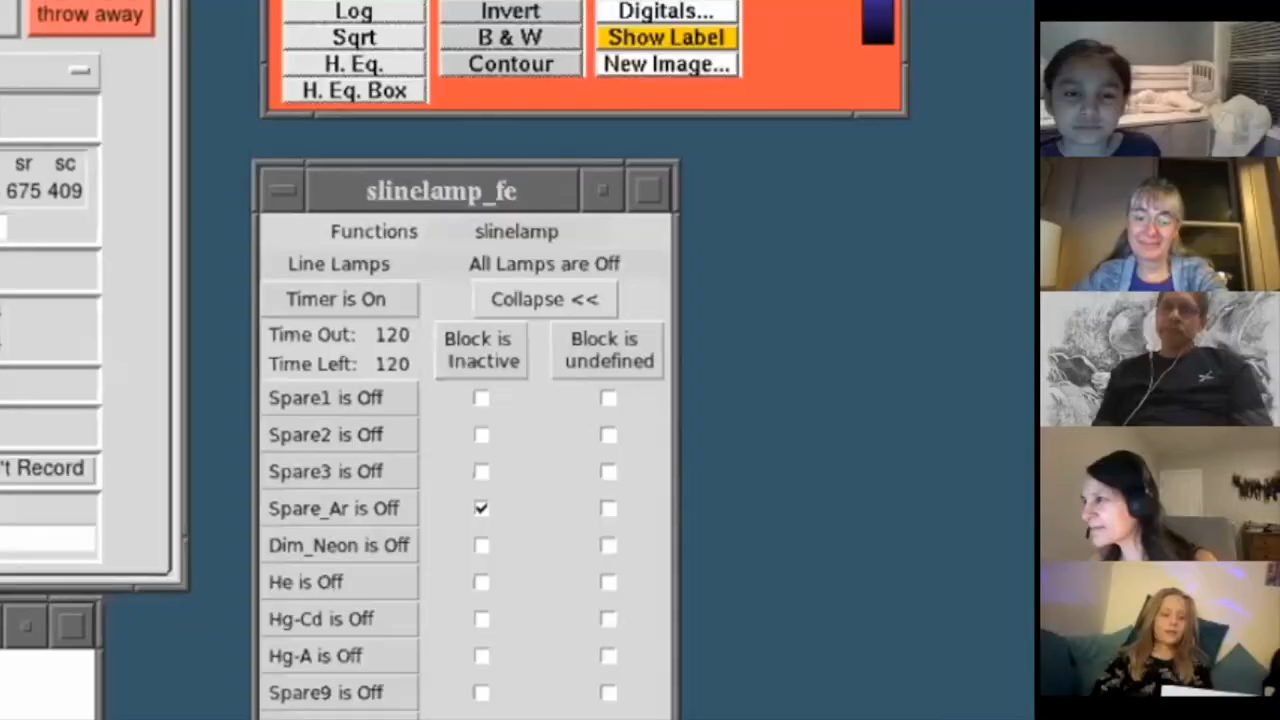 throw away
sr sc
675 409
't Record
Log
Sqrt
H. Eq.
H. Eq. Box
Invert
B & W
Contour
Digitals...
Show Label
New Image...
slinelamp_fe
Functions slinelamp
Line Lamps All Lamps are Off
Timer is On Collapse <<
Time Out: 120
Time Left: 120
Block is
Inactive
Block is
undefined
Spare1 is Off
Spare2 is Off
Spare3 is Off
Spare_Ar is Off
Dim_Neon is Off
He is Off
Hg-Cd is Off
Hg-A is Off
Spare9 is Off